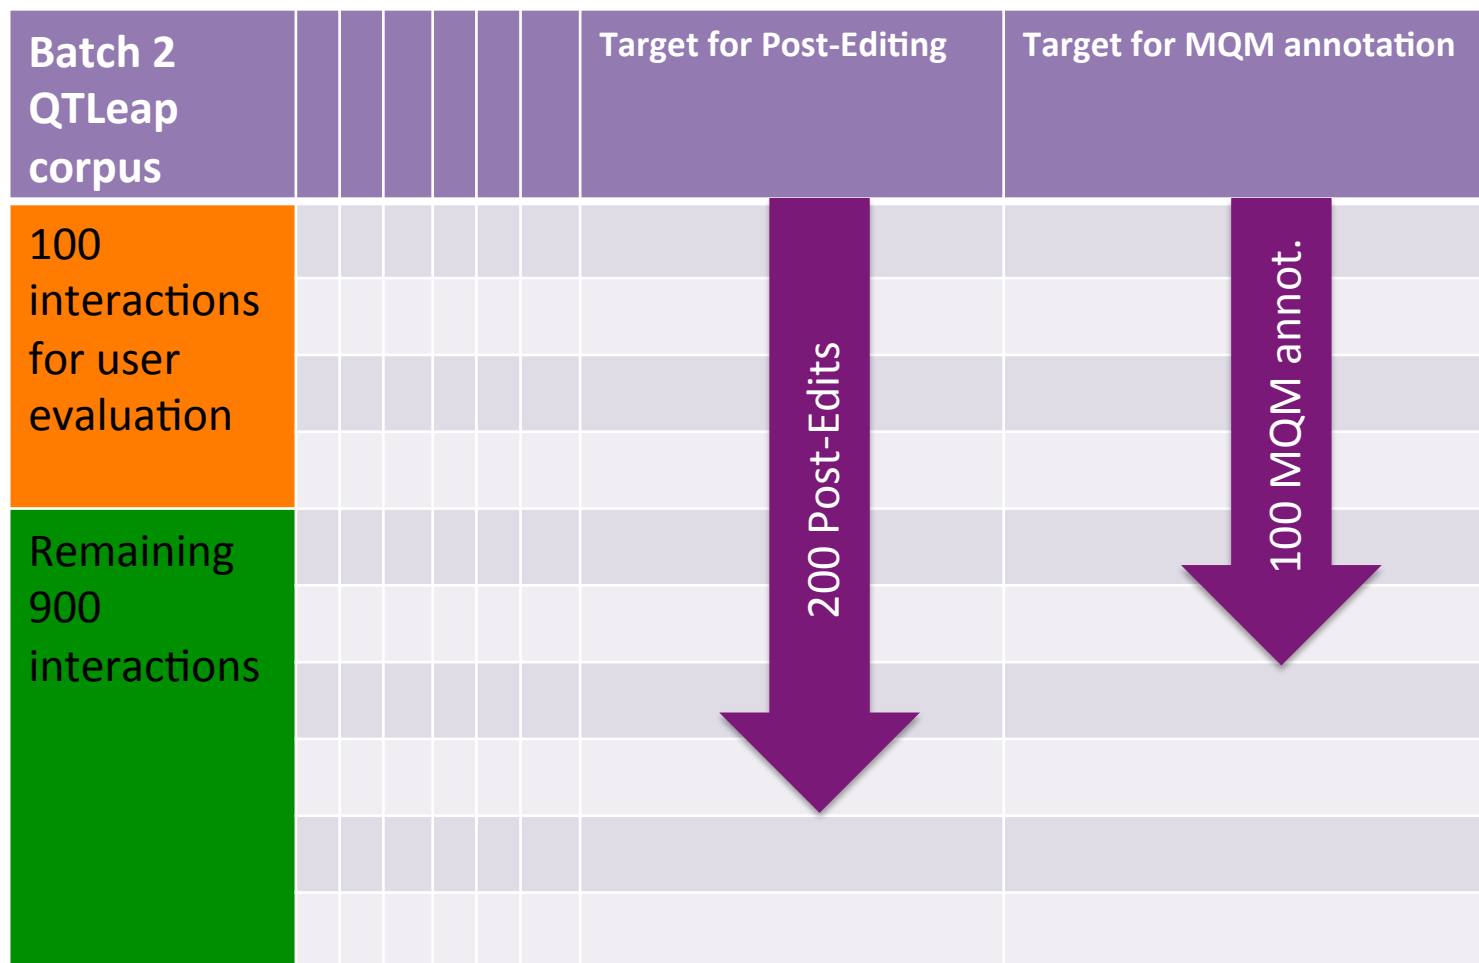 Batch 2
QTLeap
corpus
Target for Post-Editing
Target for MQM annotation
100
interactions
for user
evaluation
Remaining
900
interactions
200 Post-Edits
100 MQM annot.